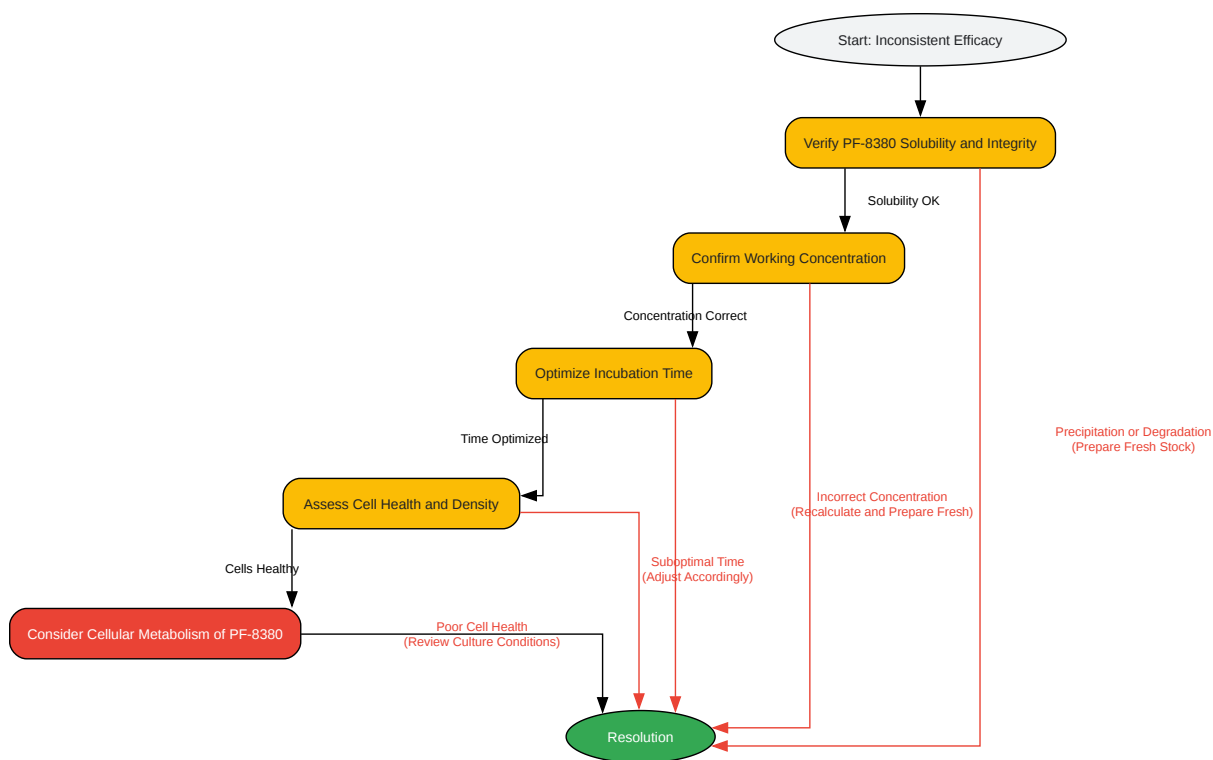 Start: Inconsistent Efficacy
Verify PF-8380 Solubility and Integrity
Solubility OK
Confirm Working Concentration
Concentration Correct
Optimize Incubation Time
Time Optimized
Precipitation or Degradation
(Prepare Fresh Stock)
Assess Cell Health and Density
Incorrect Concentration
(Recalculate and Prepare Fresh)
Cells Healthy
Suboptimal Time
(Adjust Accordingly)
Consider Cellular Metabolism of PF-8380
Poor Cell Health
(Review Culture Conditions)
Resolution